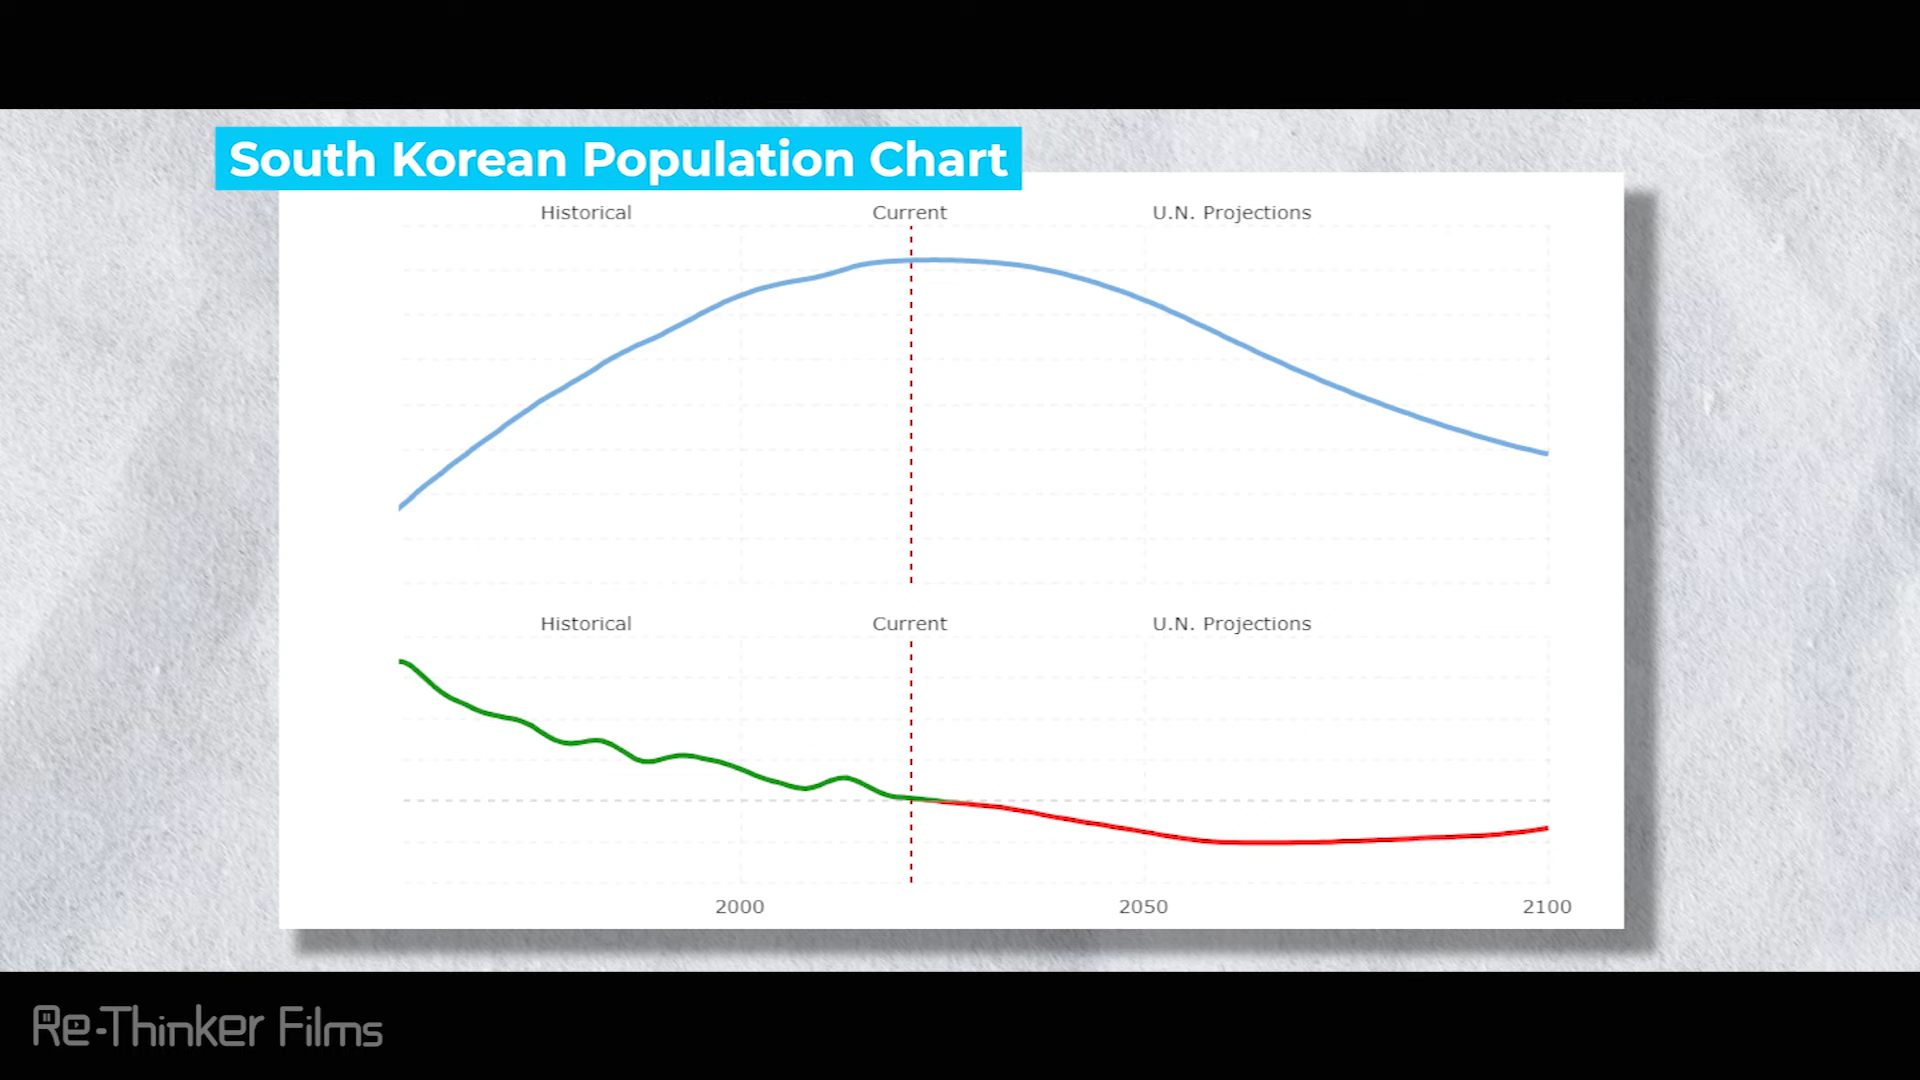 South Korean Population Chart
Historical Current U.N. Projections
Historical Current U.N. Projections
2000 2050 2100
Re-Thinker Films